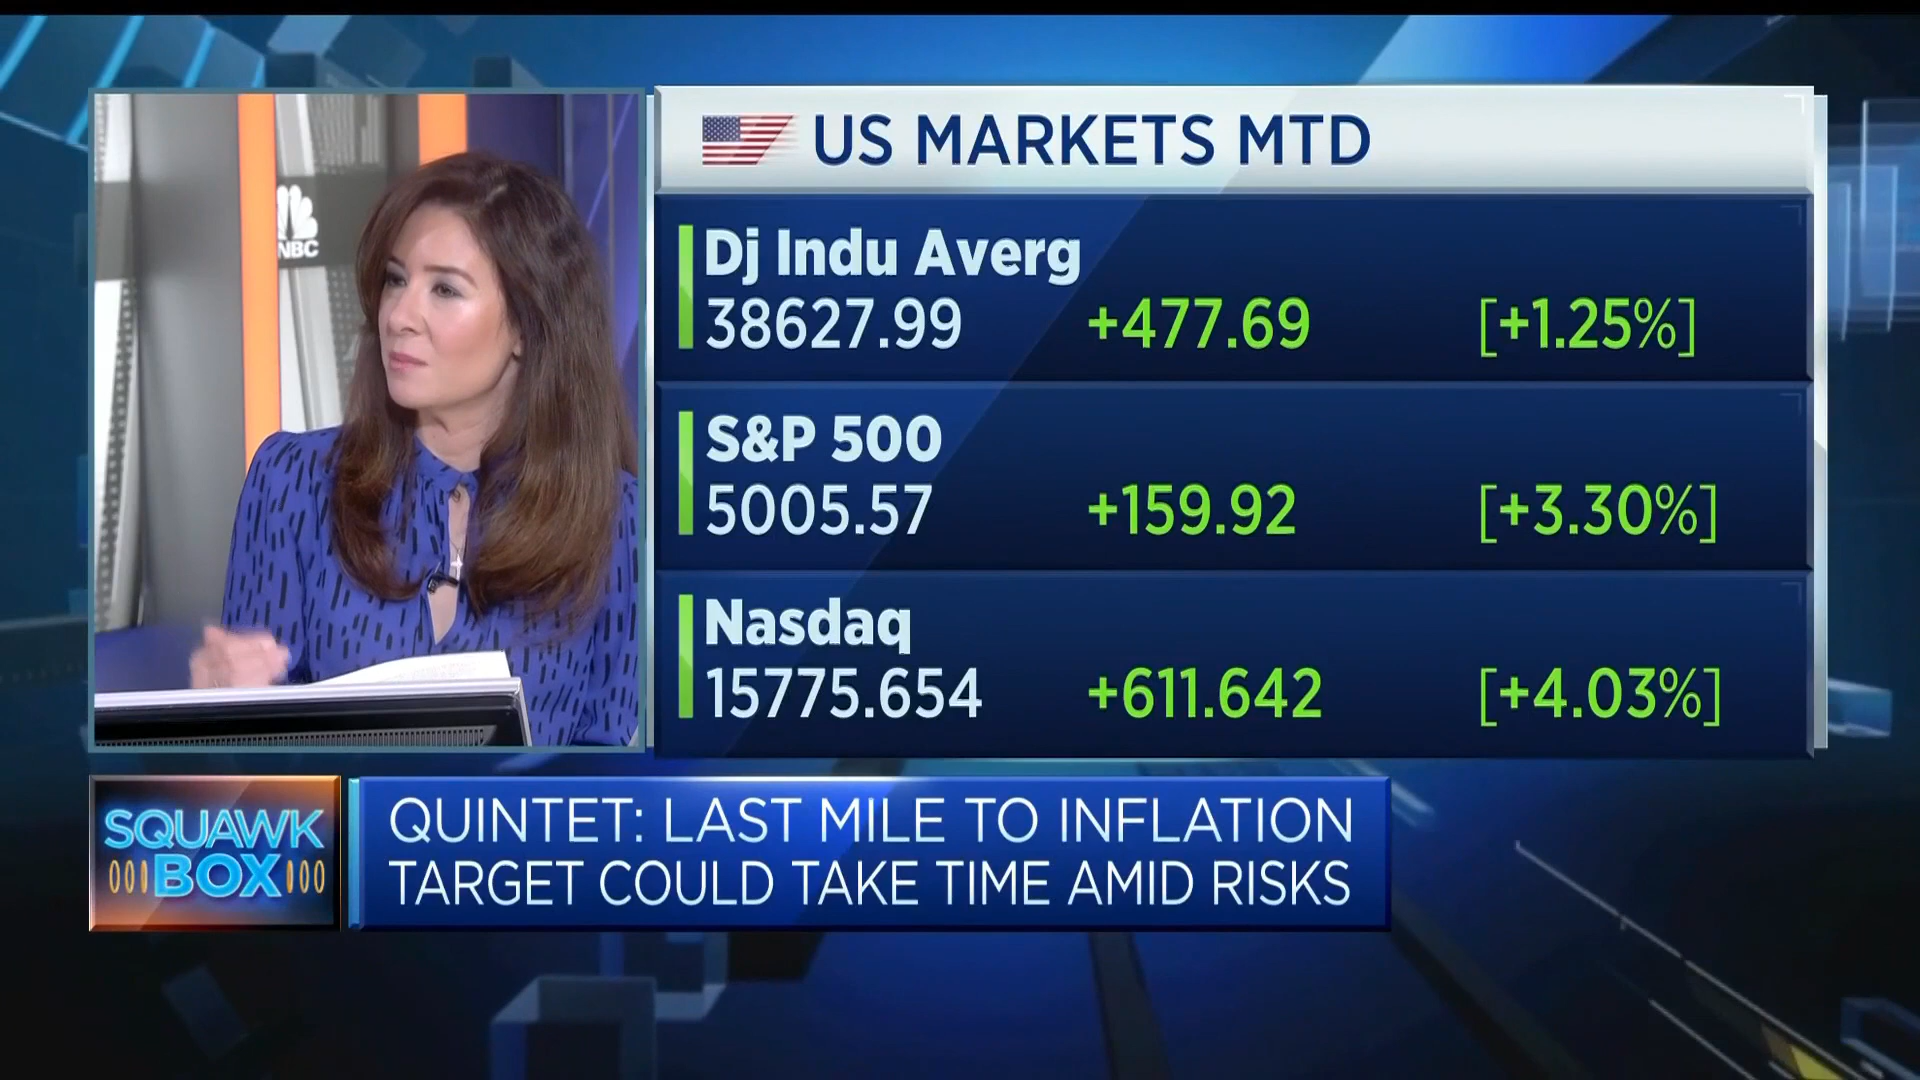 NBC
US MARKETS MTD
Dj Indu Averg
38627.99 +477.69 [+1.25%]
S&P 500
5005.57 +159.92 [+3.30%]
Nasdaq
15775.654 +611.642 [+4.03%]
SQUAWK
BOX
QUINTET: LAST MILE TO INFLATION
TARGET COULD TAKE TIME AMID RISKS